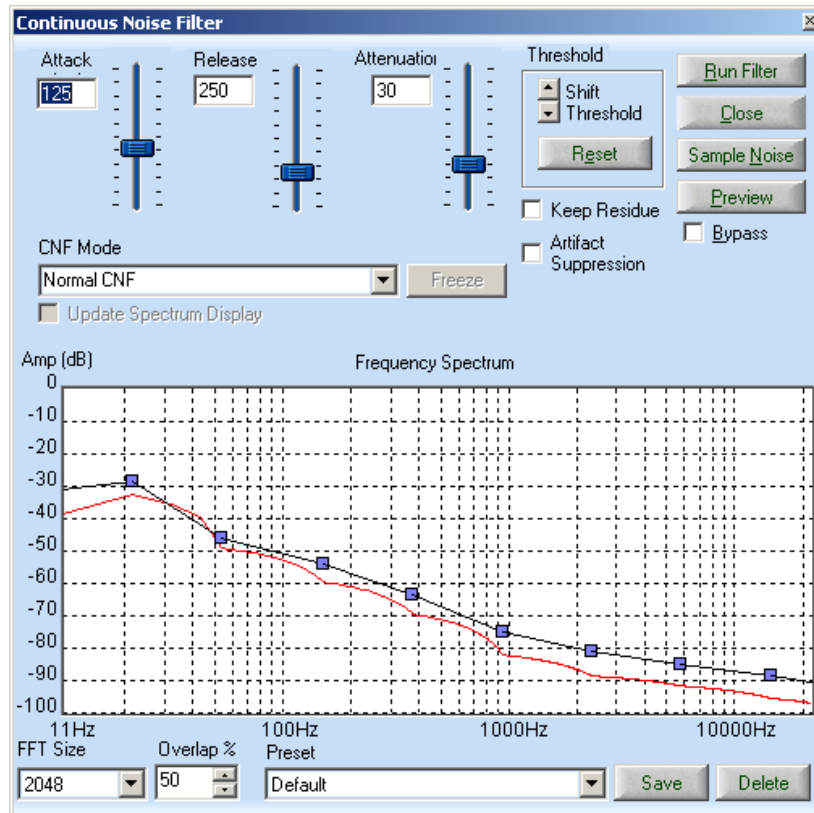 Continuous Noise Filter
Attack
Release
Attenuation
Threshold
125
250
30
Shift
Threshold
Reset
Run Filter
Close
Sample Noise
Preview
Bypass
Keep Residue
Artifact
Suppression
CNF Mode
Normal CNF
Freeze
Update Spectrum Display
Amp (dB)
Frequency Spectrum
0
-10
-20
-30
-40
-50
-60
-70
-80
-90
-100
11Hz
100Hz
1000Hz
10000Hz
FFT Size
Overlap %
Preset
2048
50
Default
Save
Delete